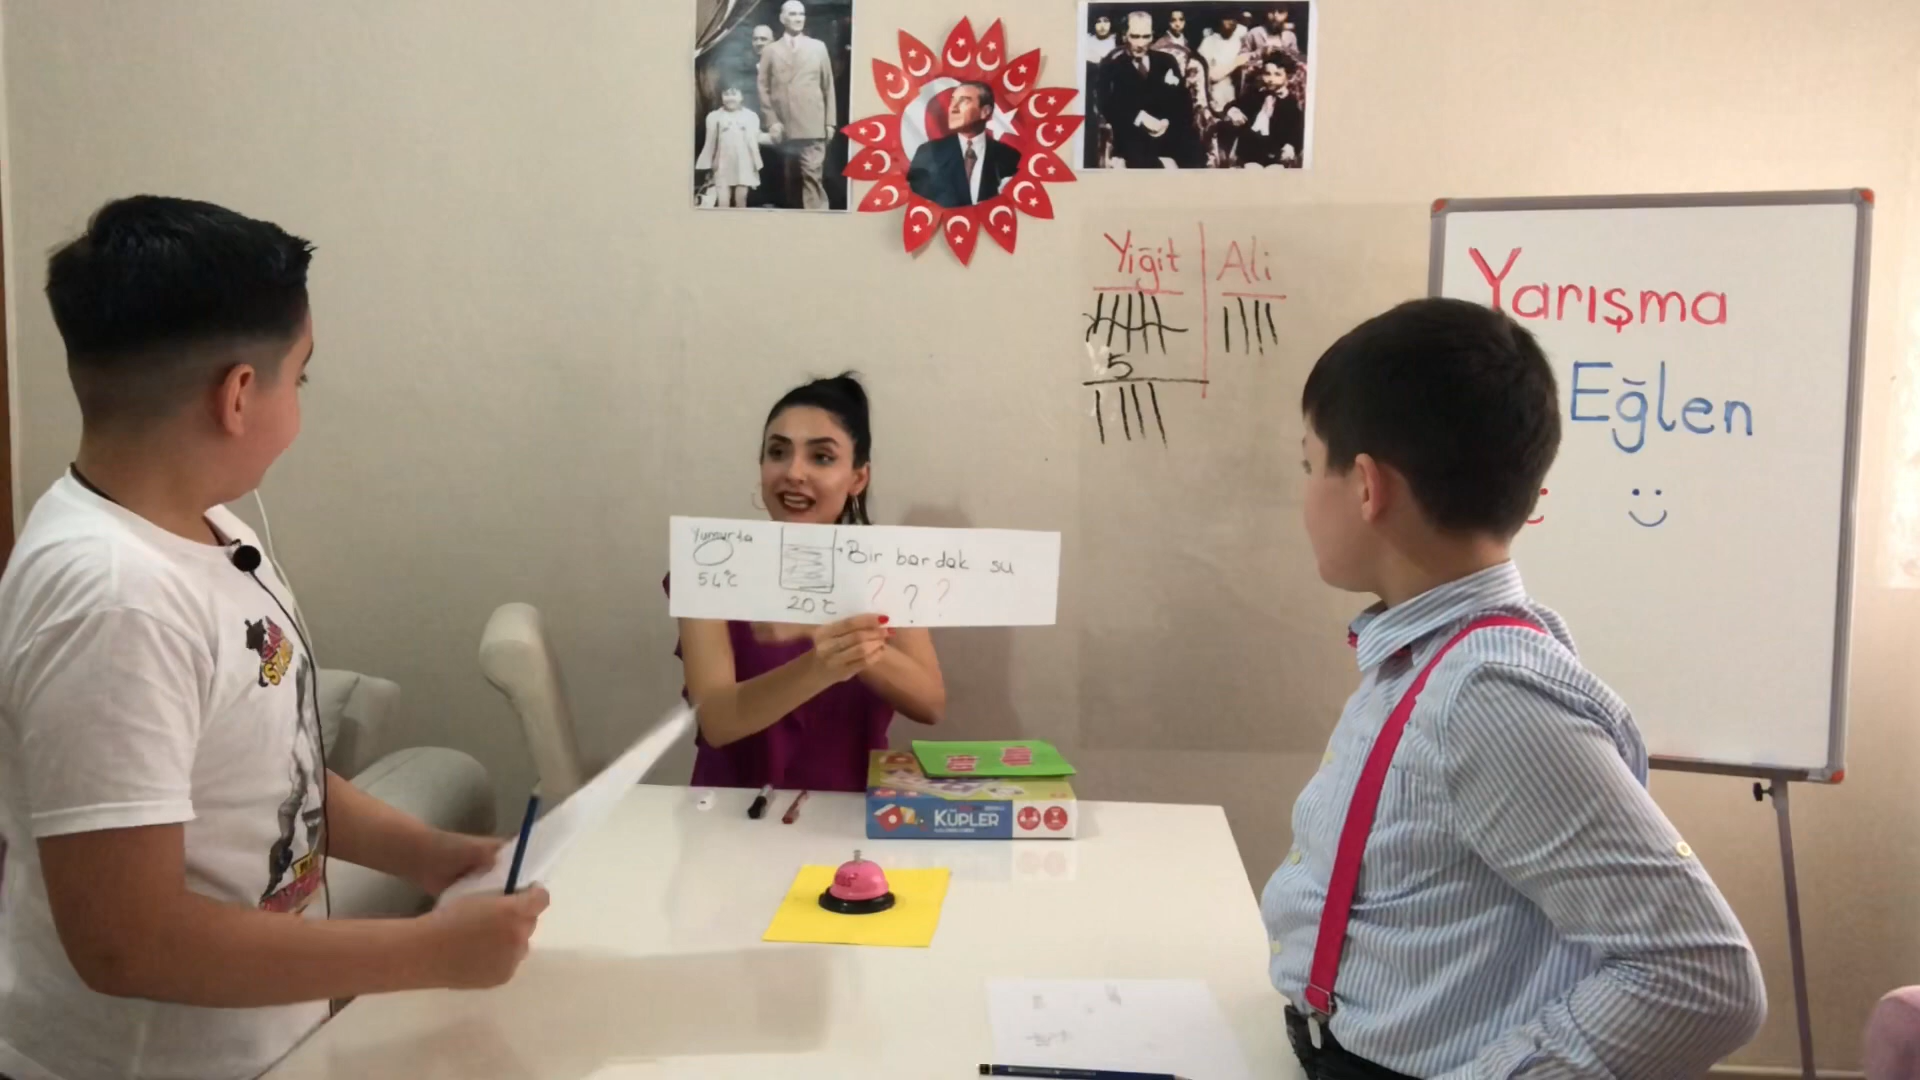 Yiğit Ali
5
Yarışma
Eğlen
Yumurta
54°C
Bir bardak su
20°C
? ? ?
KÜPLER